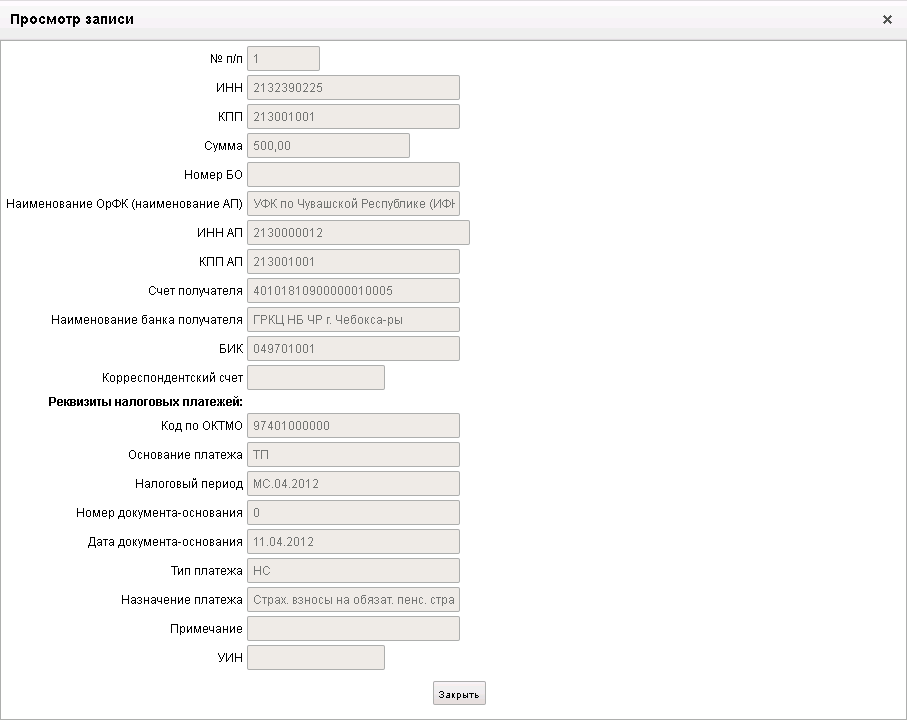 Просмотр записи ×
№ п/п 1
ИНН 2132390225
КПП 213001001
Сумма 500,00
Номер БО
Наименование ОрФК (наименование АП) УФК по Чувашской Республике (ИФН
ИНН АП 2130000012
КПП АП 213001001
Счет получателя 40101810900000010005
Наименование банка получателя ГРКЦ НБ ЧР г. Чебокса-ры
БИК 049701001
Корреспондентский счет
Реквизиты налоговых платежей:
Код по ОКТМО 97401000000
Основание платежа ТП
Налоговый период МС.04.2012
Номер документа-основания 0
Дата документа-основания 11.04.2012
Тип платежа НС
Назначение платежа Страх. взносы на обязат. пенс. стра
Примечание
УИН
Закрыть